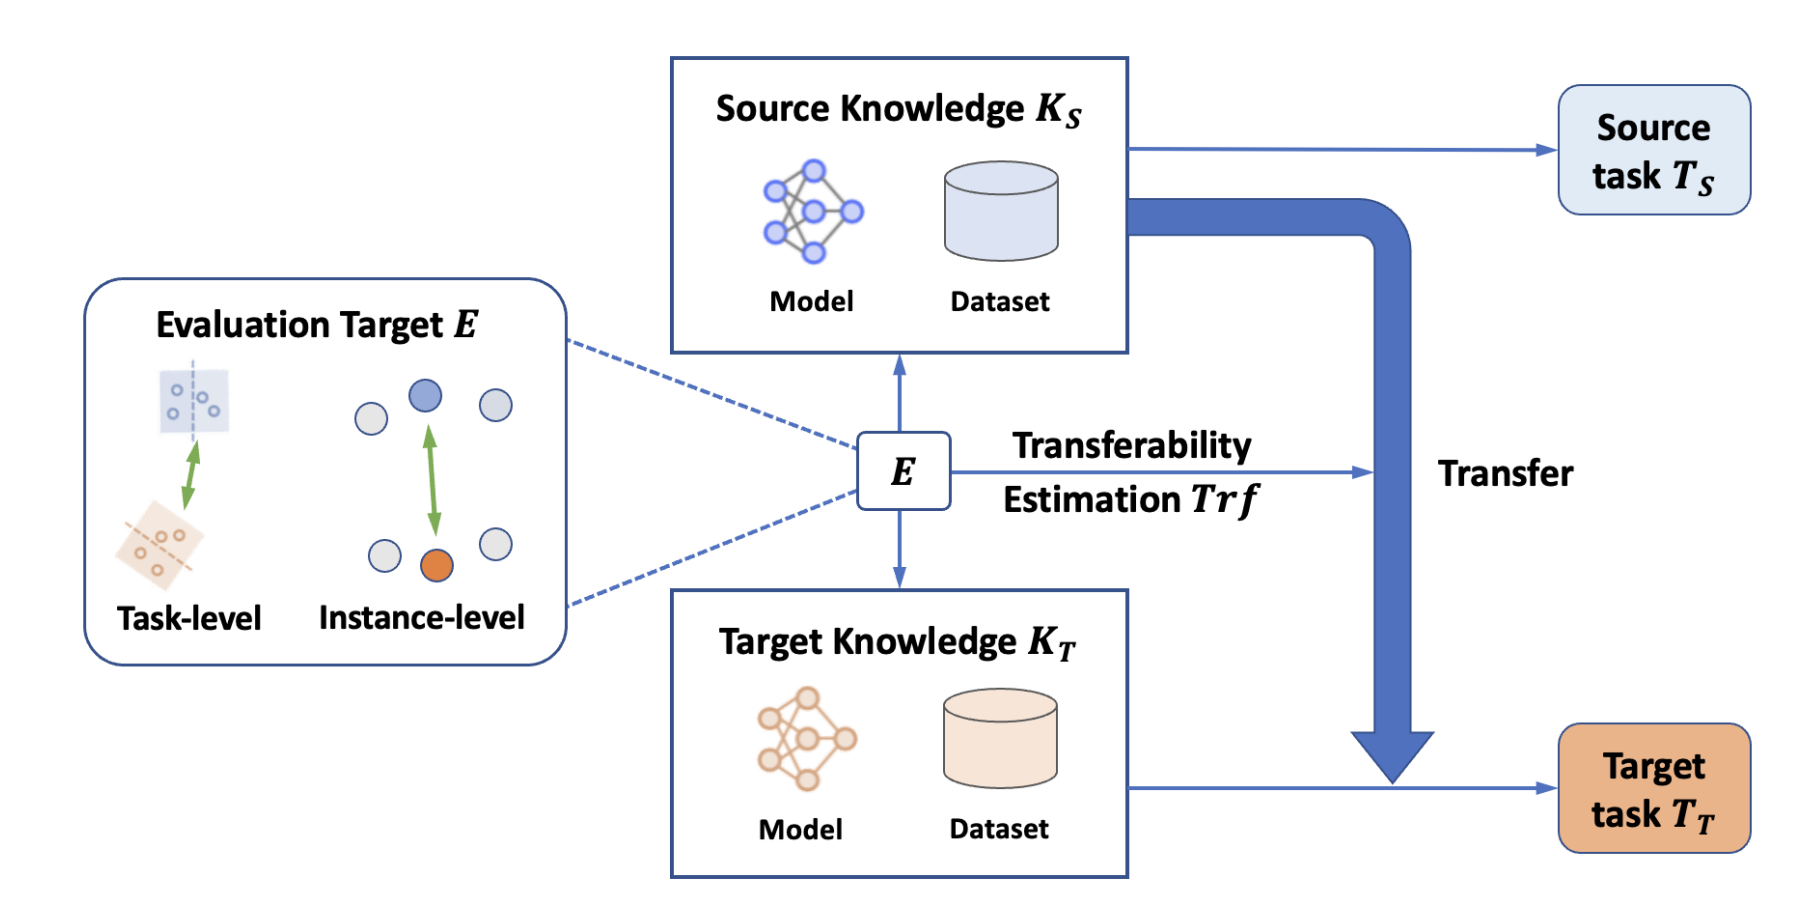 Source Knowledge K_S
Model
Dataset
Source
task T_S
Evaluation Target E
Task-level
Instance-level
E
Transferability
Estimation Trf
Transfer
Target Knowledge K_T
Model
Dataset
Target
task T_T